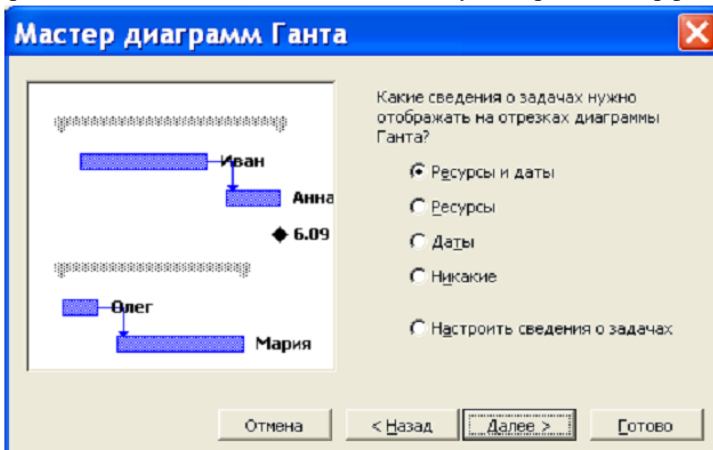 Мастер диаграмм Ганта
Какие сведения о задачах нужно
отображать на отрезках диаграммы
Ганта?
Иван
Анна
6.09
Олег
Мария
Ресурсы и даты
Ресурсы
Даты
Никакие
Настроить сведения о задачах
Отмена
< Назад
Далее >
Готово